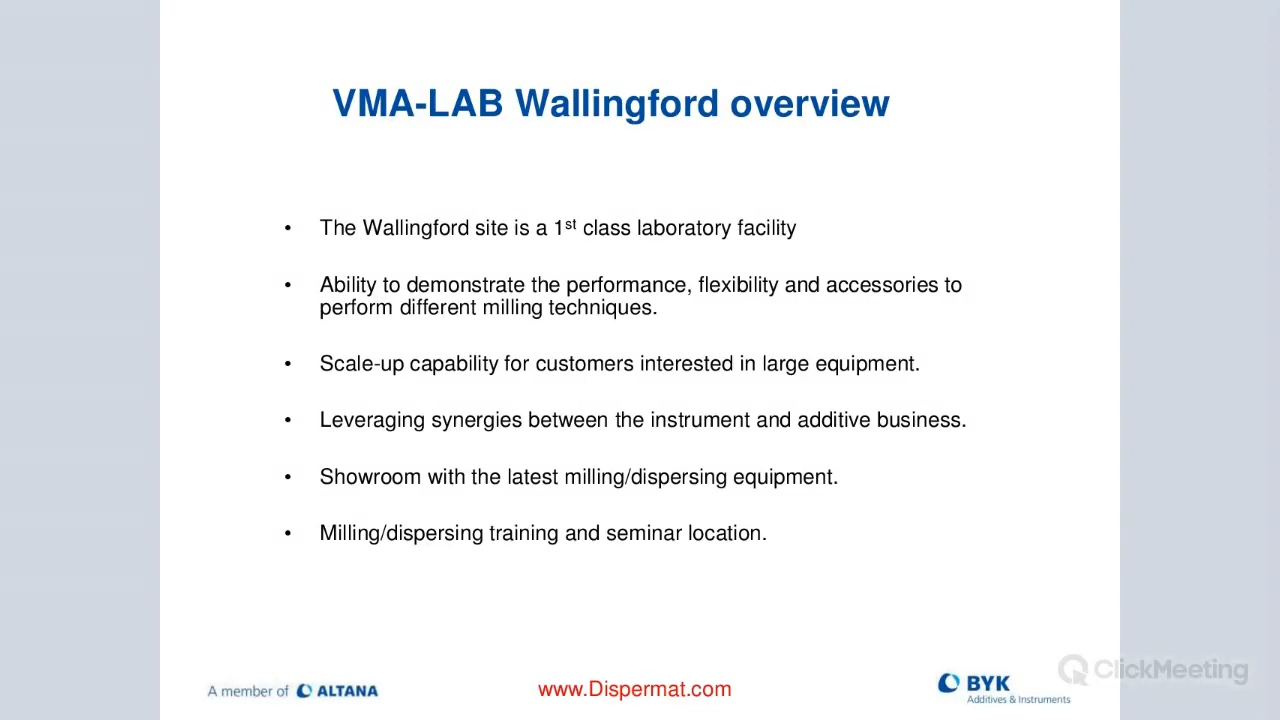 VMA-LAB Wallingford overview
• The Wallingford site is a 1st class laboratory facility
• Ability to demonstrate the performance, flexibility and accessories to
perform different milling techniques.
• Scale-up capability for customers interested in large equipment.
• Leveraging synergies between the instrument and additive business.
• Showroom with the latest milling/dispersing equipment.
• Milling/dispersing training and seminar location.
ClickMeeting
A member of ALTANA
www.Dispermat.com
BYK
Additives & Instruments